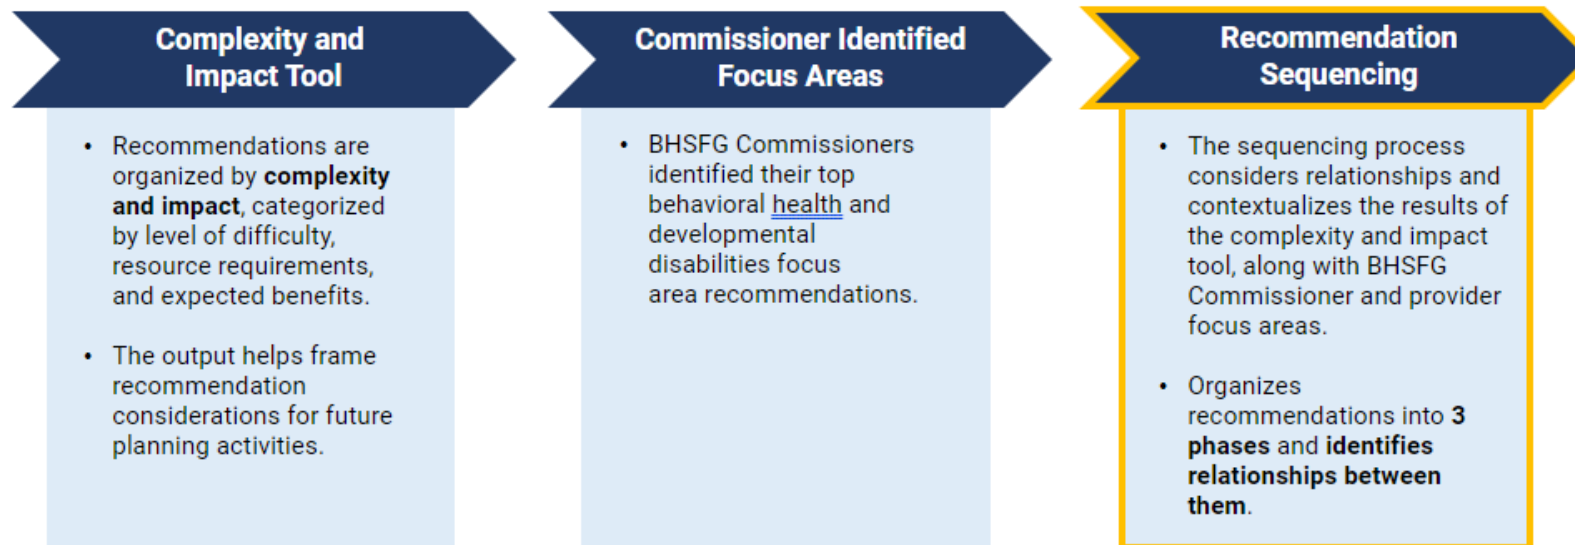 Complexity and
Impact Tool
• Recommendations are
organized by complexity
and impact, categorized
by level of difficulty,
resource requirements,
and expected benefits.
• The output helps frame
recommendation
considerations for future
planning activities.
Commissioner Identified
Focus Areas
• BHSFG Commissioners
identified their top
behavioral health and
developmental
disabilities focus
area recommendations.
Recommendation
Sequencing
• The sequencing process
considers relationships and
contextualizes the results of
the complexity and impact
tool, along with BHSFG
Commissioner and provider
focus areas.
• Organizes
recommendations into 3
phases and identifies
relationships between
them.